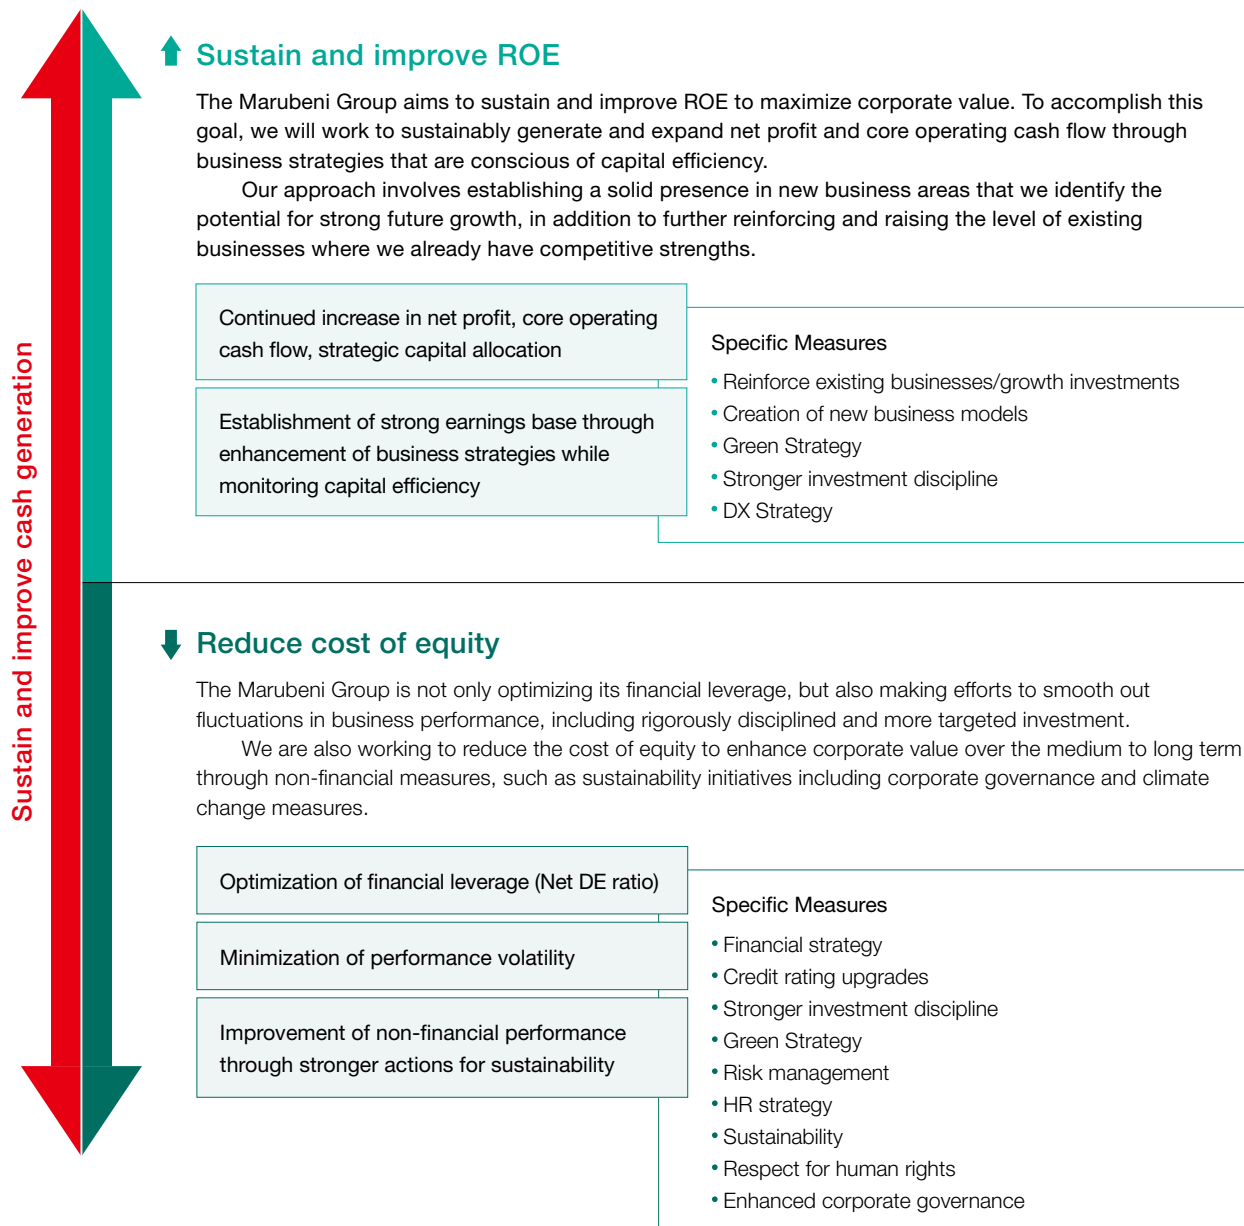 Sustain and improve cash generation
Sustain and improve ROE
The Marubeni Group aims to sustain and improve ROE to maximize corporate value. To accomplish this
goal, we will work to sustainably generate and expand net profit and core operating cash flow through
business strategies that are conscious of capital efficiency.
Our approach involves establishing a solid presence in new business areas that we identify the
potential for strong future growth, in addition to further reinforcing and raising the level of existing
businesses where we already have competitive strengths.
Continued increase in net profit, core operating
cash flow, strategic capital allocation
Establishment of strong earnings base through
enhancement of business strategies while
monitoring capital efficiency
Specific Measures
• Reinforce existing businesses/growth investments
• Creation of new business models
• Green Strategy
• Stronger investment discipline
• DX Strategy
Reduce cost of equity
The Marubeni Group is not only optimizing its financial leverage, but also making efforts to smooth out
fluctuations in business performance, including rigorously disciplined and more targeted investment.
We are also working to reduce the cost of equity to enhance corporate value over the medium to long term
through non-financial measures, such as sustainability initiatives including corporate governance and climate
change measures.
Optimization of financial leverage (Net DE ratio)
Minimization of performance volatility
Improvement of non-financial performance
through stronger actions for sustainability
Specific Measures
• Financial strategy
• Credit rating upgrades
• Stronger investment discipline
• Green Strategy
• Risk management
• HR strategy
• Sustainability
• Respect for human rights
• Enhanced corporate governance